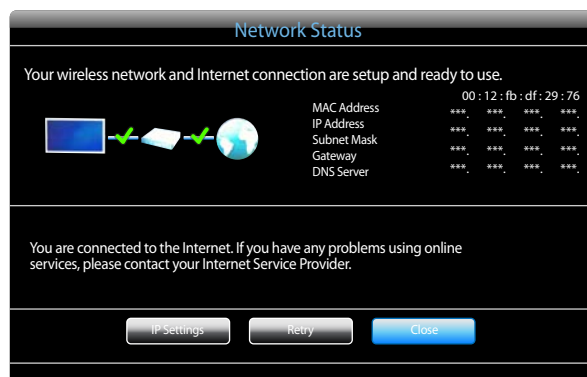 Network Status
Your wireless network and Internet connection are setup and ready to use.
MAC Address 00 : 12 : fb : df : 29 : 76
IP Address ***. ***. ***. ***.
Subnet Mask ***. ***. ***. ***.
Gateway ***. ***. ***. ***.
DNS Server ***. ***. ***. ***.
You are connected to the Internet. If you have any problems using online
services, please contact your Internet Service Provider.
IP Settings Retry Close